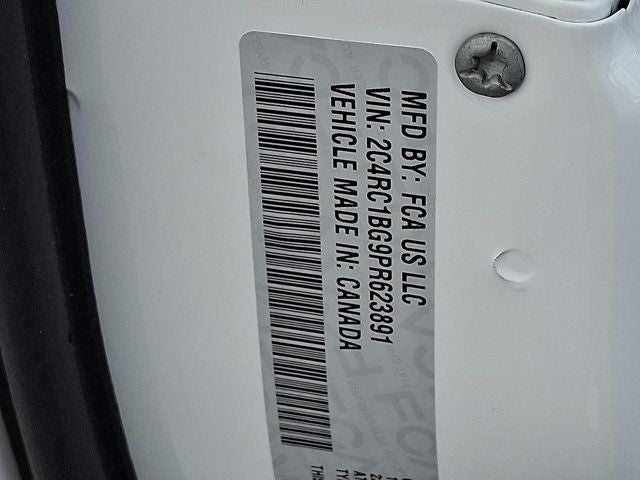 MFD BY: FCA US LLC
VIN: 2C4RC1BG9PR623891
VEHICLE MADE IN: CANADA